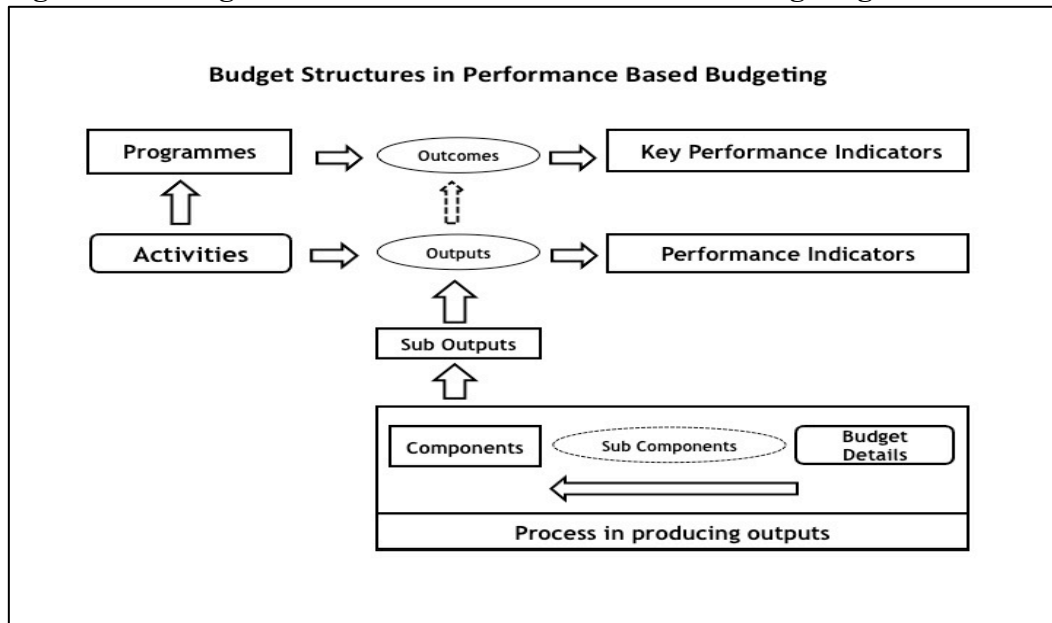 Budget Structures in Performance Based Budgeting
Programmes
Outcomes
Key Performance Indicators
Activities
Outputs
Performance Indicators
Sub Outputs
Components
Sub Components
Budget
Details
Process in producing outputs